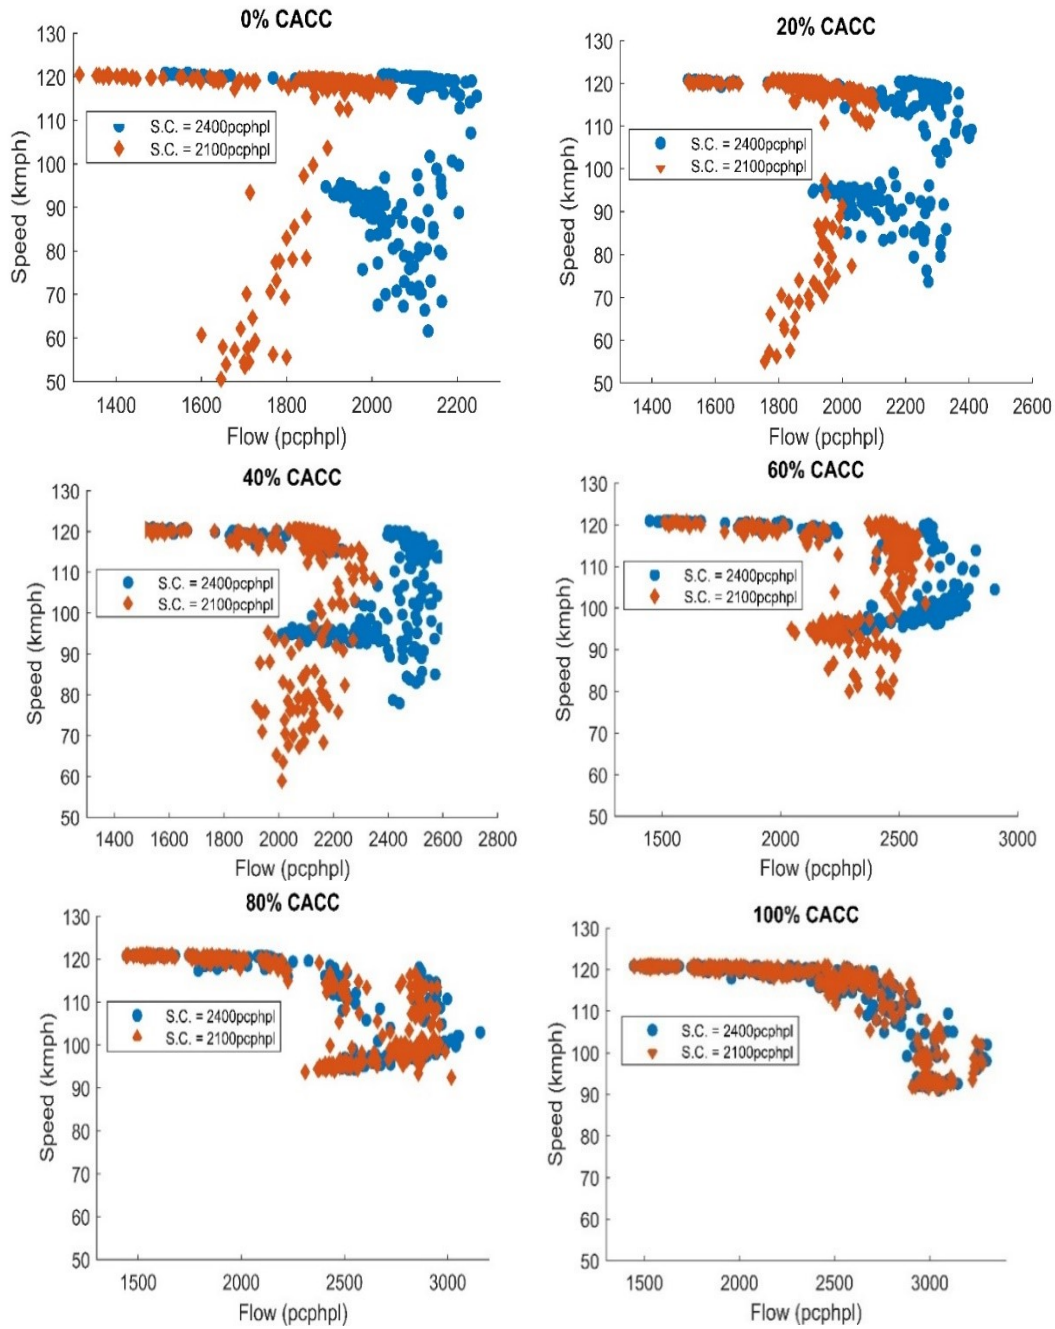 0% CACC
130
120
110
100
90
80
70
60
50
Speed (kmph)
S.C. = 2400pcphpl
S.C. = 2100pcphpl
1400 1600 1800 2000 2200
Flow (pcphpl)
20% CACC
130
120
110
100
90
80
70
60
50
Speed (kmph)
S.C. = 2400pcphpl
S.C. = 2100pcphpl
1400 1600 1800 2000 2200 2400 2600
Flow (pcphpl)
40% CACC
130
120
110
100
90
80
70
60
50
Speed (kmph)
S.C. = 2400pcphpl
S.C. = 2100pcphpl
1400 1600 1800 2000 2200 2400 2600 2800
Flow (pcphpl)
60% CACC
130
120
110
100
90
80
70
60
50
Speed (kmph)
S.C. = 2400pcphpl
S.C. = 2100pcphpl
1500 2000 2500 3000
Flow (pcphpl)
80% CACC
130
120
110
100
90
80
70
60
50
Speed (kmph)
S.C. = 2400pcphpl
S.C. = 2100pcphpl
1500 2000 2500 3000
Flow (pcphpl)
100% CACC
130
120
110
100
90
80
70
60
50
Speed (kmph)
S.C. = 2400pcphpl
S.C. = 2100pcphpl
1500 2000 2500 3000
Flow (pcphpl)